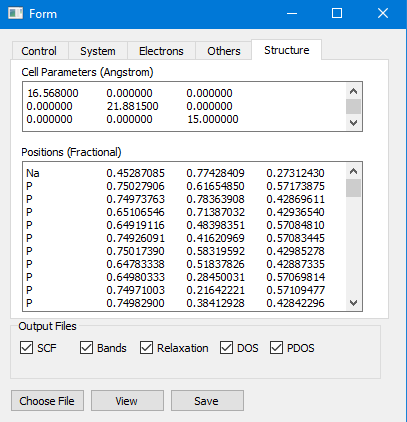 Form
Control System Electrons Others Structure
Cell Parameters (Angstrom)
16.568000 0.000000 0.000000
0.000000 21.881500 0.000000
0.000000 0.000000 15.000000
Positions (Fractional)
Na 0.45287085 0.77428409 0.27312430
P 0.75027906 0.61654850 0.57173875
P 0.74973763 0.78363908 0.42869611
P 0.65106546 0.71387032 0.42936540
P 0.64919116 0.48398351 0.57084810
P 0.74926091 0.41620969 0.57083445
P 0.75017390 0.58319592 0.42985278
P 0.64783338 0.51837826 0.42887335
P 0.64980333 0.28450031 0.57069814
P 0.74971003 0.21642221 0.57109477
P 0.74982900 0.38412928 0.42842296
Output Files
SCF Bands Relaxation DOS PDOS
Choose File View Save